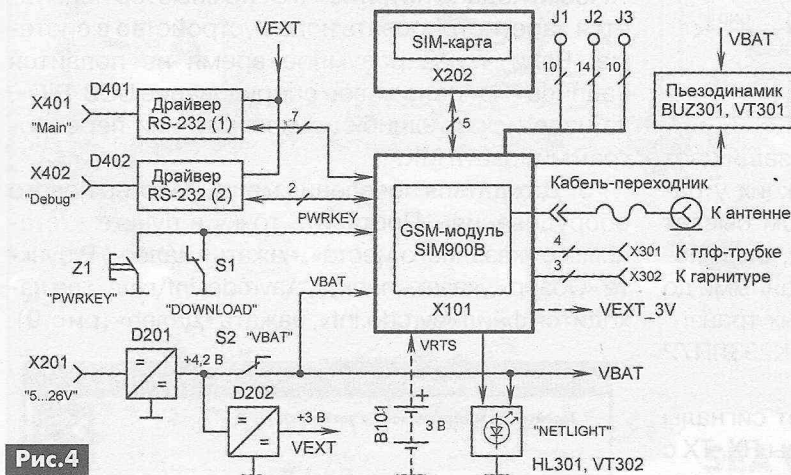 VEXT
SIM-карта
X202
J1 J2 J3
10 14 10
VBAT
Пьезодинамик
BUZ301, VT301
X401
"Main"
D401
Драйвер
RS-232 (1)
7
5
X402
"Debug"
D402
Драйвер
RS-232 (2)
2
PWRKEY
GSM-модуль
SIM900B
X101
Кабель-переходник
К антенне
4 X301 К тлф-трубке
3 X302 К гарнитуре
VEXT_3V
Z1
"PWRKEY"
S1
"DOWNLOAD"
VBAT
X201
"5...26V"
D201
=
=
+4,2 В
S2 "VBAT"
VRTS
VBAT
D202
=
=
+3 В
VEXT
B101
+
3 В
"NETLIGHT"
HL301, VT302
Рис.4